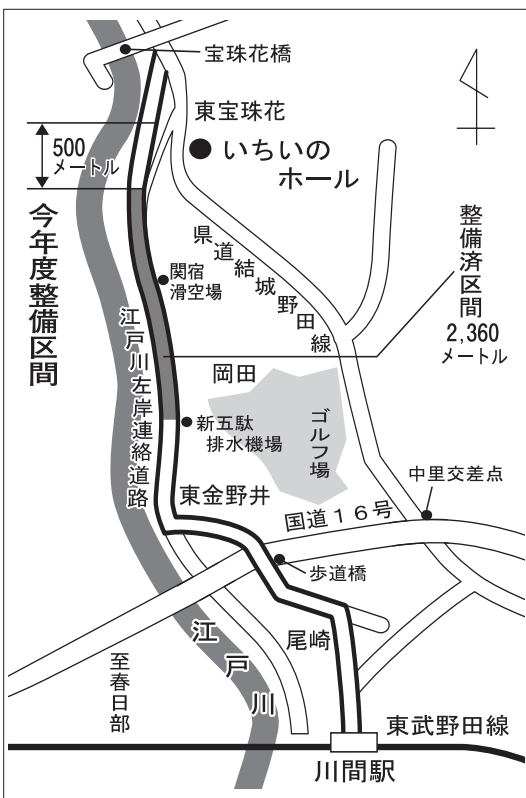 宝珠花橋
東宝珠花
500
メートル
いちいの
ホール
今年度整備区間
関宿
滑空場
県道結城野田線
整備済区間
2,360
メートル
江戸川左岸連絡道路
岡田
ゴルフ場
新五駄
排水機場
中里交差点
東金野井
国道16号
歩道橋
江戸川
尾崎
至春日部
東武野田線
川間駅